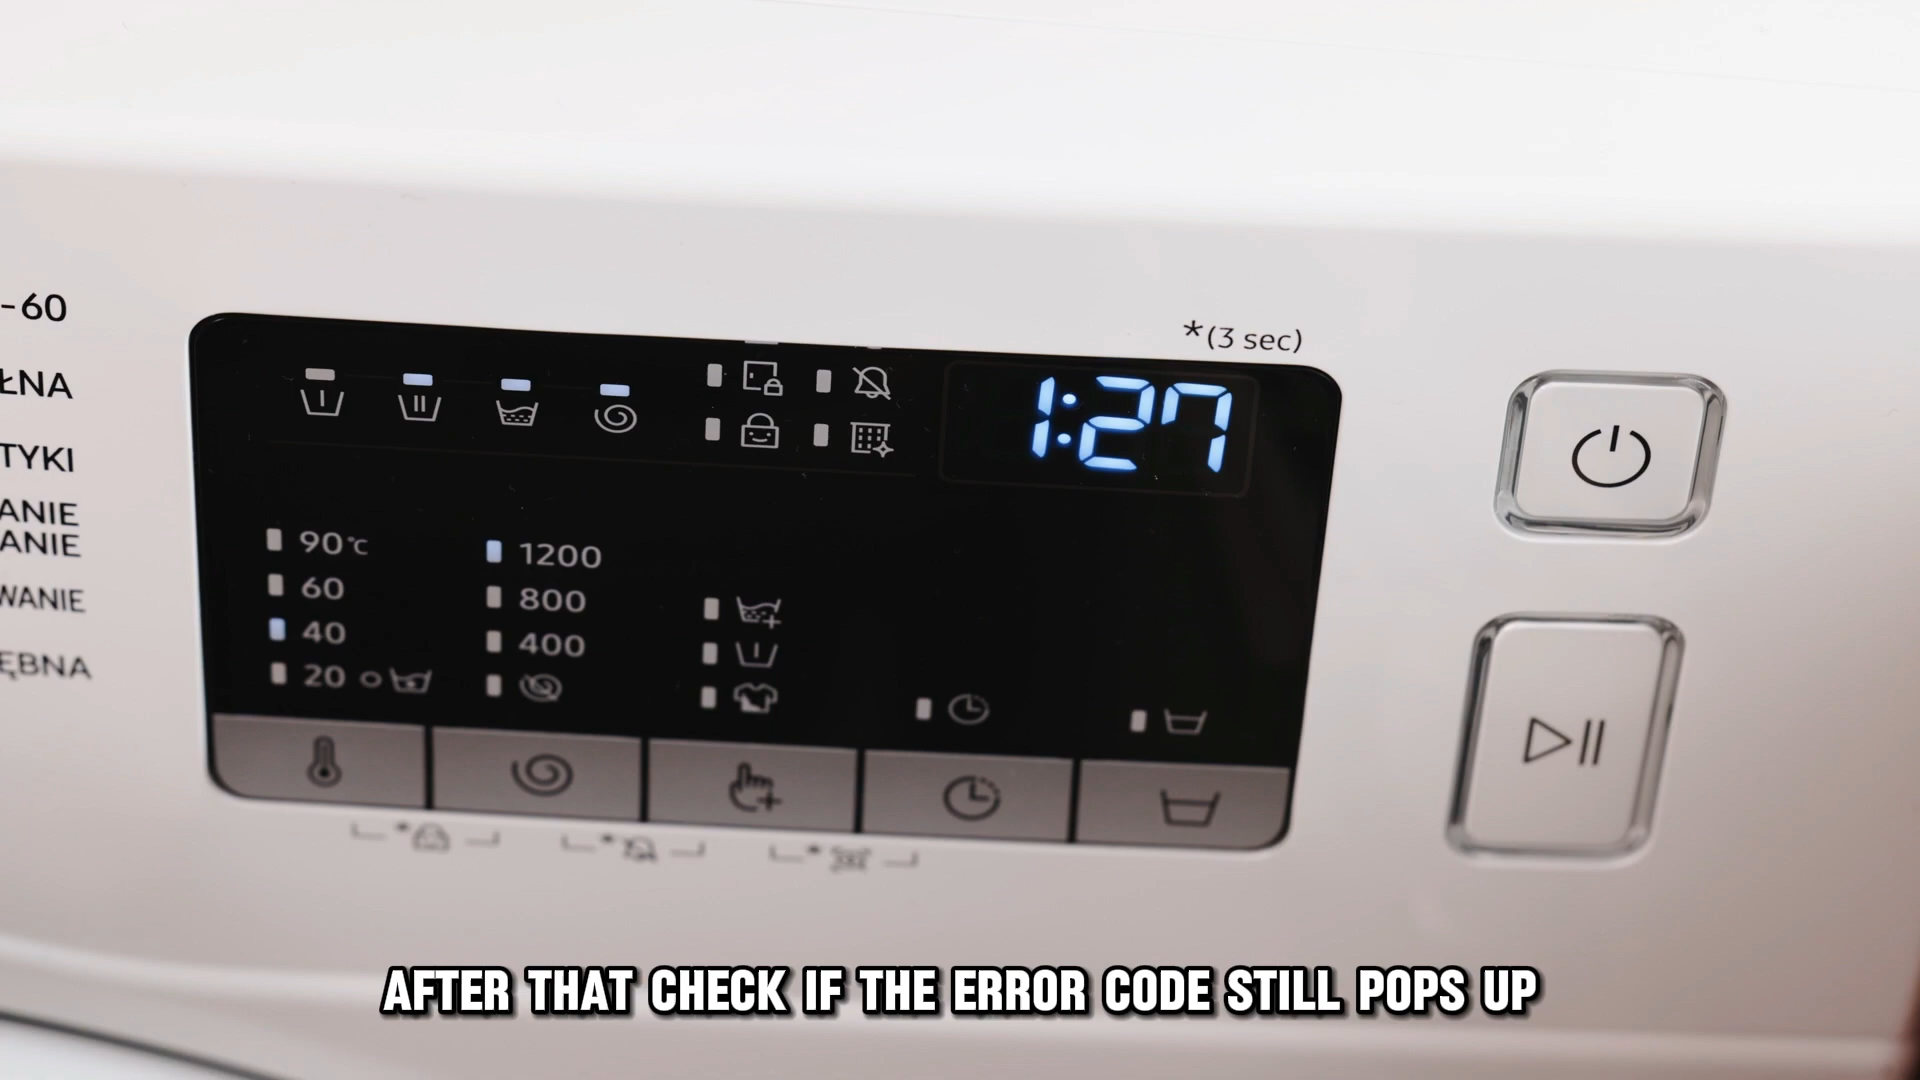 -60
ŁNA
TYKI
ANIE
ANIE
WANIE
ĘBNA
*(3 sec)
1:27
90°C
60
40
20
1200
800
400
AFTER THAT CHECK IF THE ERROR CODE STILL POPS UP